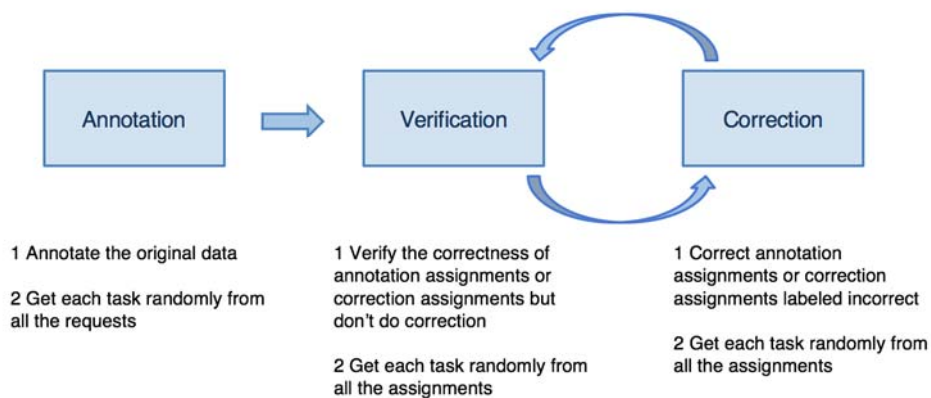 Annotation
Verification
Correction
1 Annotate the original data
2 Get each task randomly from
all the requests
1 Verify the correctness of
annotation assignments or
correction assignments but
don't do correction
2 Get each task randomly from
all the assignments
1 Correct annotation
assignments or correction
assignments labeled incorrect
2 Get each task randomly from
all the assignments